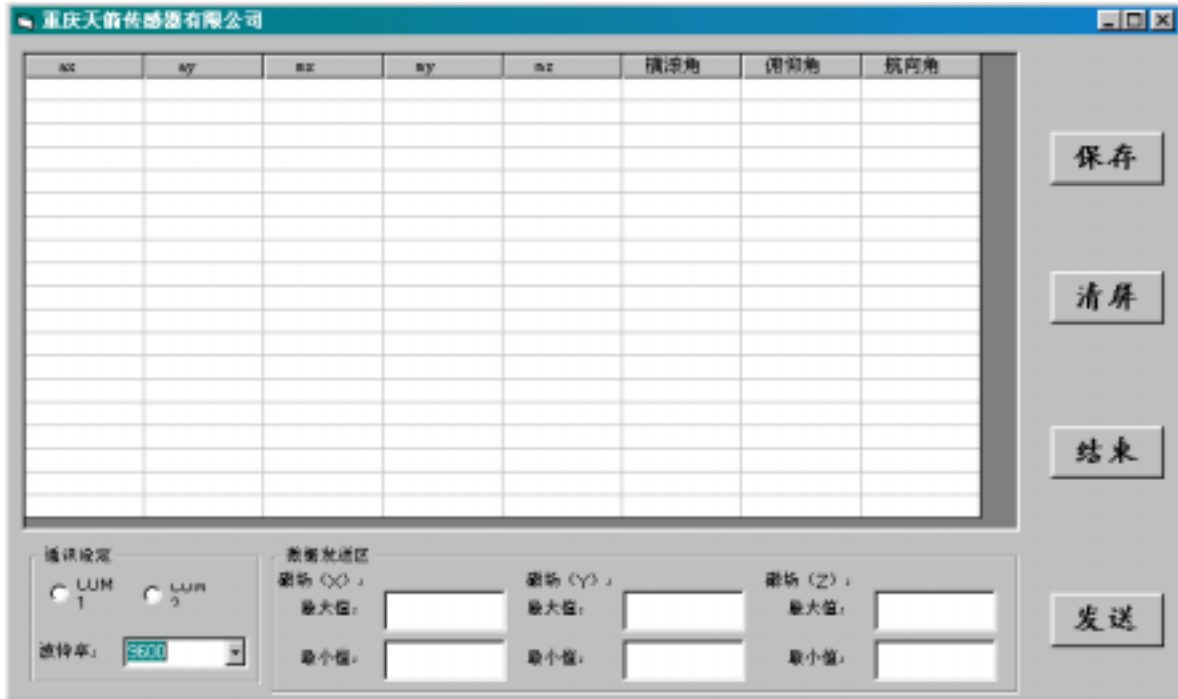 重庆天箭传感器有限公司
ax ay mx my mz 横滚角 俯仰角 航向角
保存
清屏
结束
发送
通讯设定
COM 1 COM 2
波特率: 9600
数据发送区
磁场（X）: 磁场（Y）: 磁场（Z）:
最大值: 最大值: 最大值:
最小值: 最小值: 最小值: